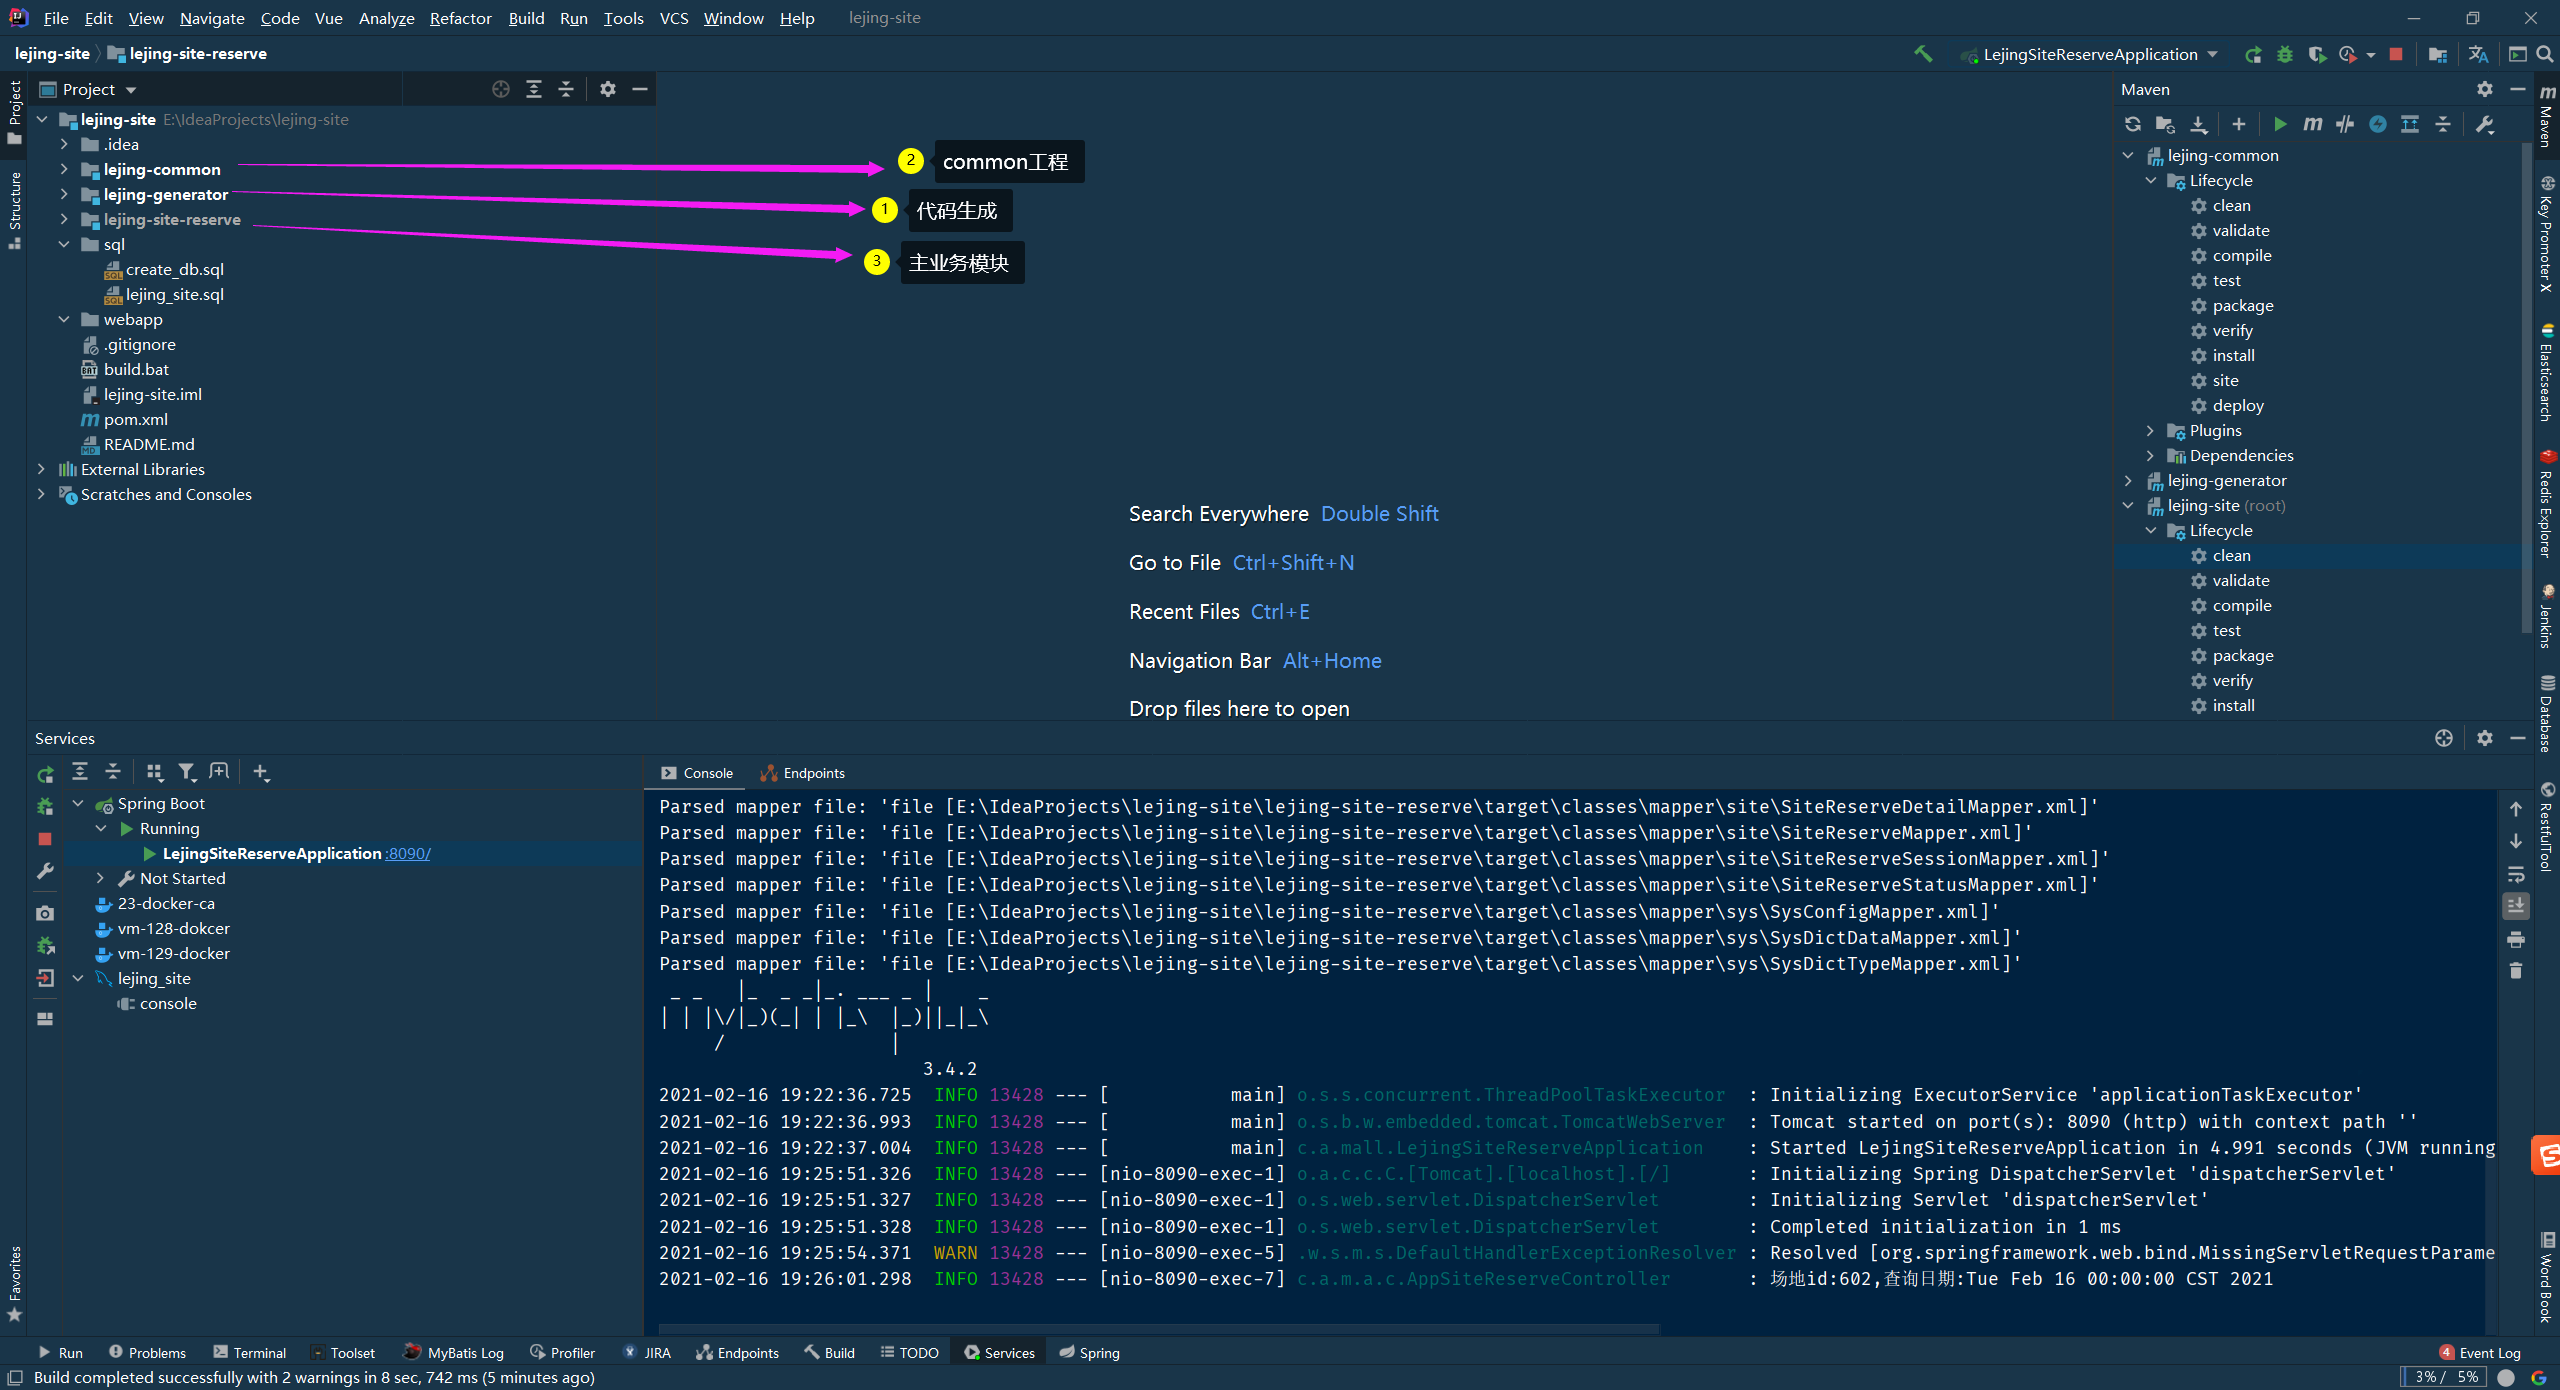 File Edit View Navigate Code Vue Analyze Refactor Build Run Tools VCS Window Help lejing-site
lejing-site lejing-site-reserve
LejingSiteReserveApplication
Project
Structure
Favorites
Project
lejing-site E:\IdeaProjects\lejing-site
.idea
lejing-common
lejing-generator
lejing-site-reserve
sql
create_db.sql
lejing_site.sql
webapp
.gitignore
build.bat
lejing-site.iml
pom.xml
README.md
External Libraries
Scratches and Consoles
2 common工程
1 代码生成
3 主业务模块
Search Everywhere Double Shift
Go to File Ctrl+Shift+N
Recent Files Ctrl+E
Navigation Bar Alt+Home
Drop files here to open
Maven
lejing-common
Lifecycle
clean
validate
compile
test
package
verify
install
site
deploy
Plugins
Dependencies
lejing-generator
lejing-site (root)
Lifecycle
clean
validate
compile
test
package
verify
install
Maven
Key Promoter X
Elasticsearch
Redis Explorer
Jenkins
Database
RestfulTool
Word Book
Services
Spring Boot
Running
LejingSiteReserveApplication :8090/
Not Started
23-docker-ca
vm-128-dokcer
vm-129-docker
lejing_site
console
Console Endpoints
Parsed mapper file: 'file [E:\IdeaProjects\lejing-site\lejing-site-reserve\target\classes\mapper\site\SiteReserveDetailMapper.xml]'
Parsed mapper file: 'file [E:\IdeaProjects\lejing-site\lejing-site-reserve\target\classes\mapper\site\SiteReserveMapper.xml]'
Parsed mapper file: 'file [E:\IdeaProjects\lejing-site\lejing-site-reserve\target\classes\mapper\site\SiteReserveSessionMapper.xml]'
Parsed mapper file: 'file [E:\IdeaProjects\lejing-site\lejing-site-reserve\target\classes\mapper\site\SiteReserveStatusMapper.xml]'
Parsed mapper file: 'file [E:\IdeaProjects\lejing-site\lejing-site-reserve\target\classes\mapper\sys\SysConfigMapper.xml]'
Parsed mapper file: 'file [E:\IdeaProjects\lejing-site\lejing-site-reserve\target\classes\mapper\sys\SysDictDataMapper.xml]'
Parsed mapper file: 'file [E:\IdeaProjects\lejing-site\lejing-site-reserve\target\classes\mapper\sys\SysDictTypeMapper.xml]'
 _ _   |_  _ _|_. ___ _ |    _
| | |\/|_)(_| | |_\  |_)||_|_\
     /               |
                        3.4.2
2021-02-16 19:22:36.725  INFO 13428 --- [           main] o.s.s.concurrent.ThreadPoolTaskExecutor  : Initializing ExecutorService 'applicationTaskExecutor'
2021-02-16 19:22:36.993  INFO 13428 --- [           main] o.s.b.w.embedded.tomcat.TomcatWebServer  : Tomcat started on port(s): 8090 (http) with context path ''
2021-02-16 19:22:37.004  INFO 13428 --- [           main] c.a.mall.LejingSiteReserveApplication    : Started LejingSiteReserveApplication in 4.991 seconds (JVM running
2021-02-16 19:25:51.326  INFO 13428 --- [nio-8090-exec-1] o.a.c.c.C.[Tomcat].[localhost].[/]       : Initializing Spring DispatcherServlet 'dispatcherServlet'
2021-02-16 19:25:51.327  INFO 13428 --- [nio-8090-exec-1] o.s.web.servlet.DispatcherServlet        : Initializing Servlet 'dispatcherServlet'
2021-02-16 19:25:51.328  INFO 13428 --- [nio-8090-exec-1] o.s.web.servlet.DispatcherServlet        : Completed initialization in 1 ms
2021-02-16 19:25:54.371  WARN 13428 --- [nio-8090-exec-5] .w.s.m.s.DefaultHandlerExceptionResolver : Resolved [org.springframework.web.bind.MissingServletRequestParame
2021-02-16 19:26:01.298  INFO 13428 --- [nio-8090-exec-7] c.a.m.a.c.AppSiteReserveController       : 场地id:602,查询日期:Tue Feb 16 00:00:00 CST 2021
Run Problems Terminal Toolset MyBatis Log Profiler JIRA Endpoints Build TODO Services Spring 4 Event Log
Build completed successfully with 2 warnings in 8 sec, 742 ms (5 minutes ago) 3% / 5%